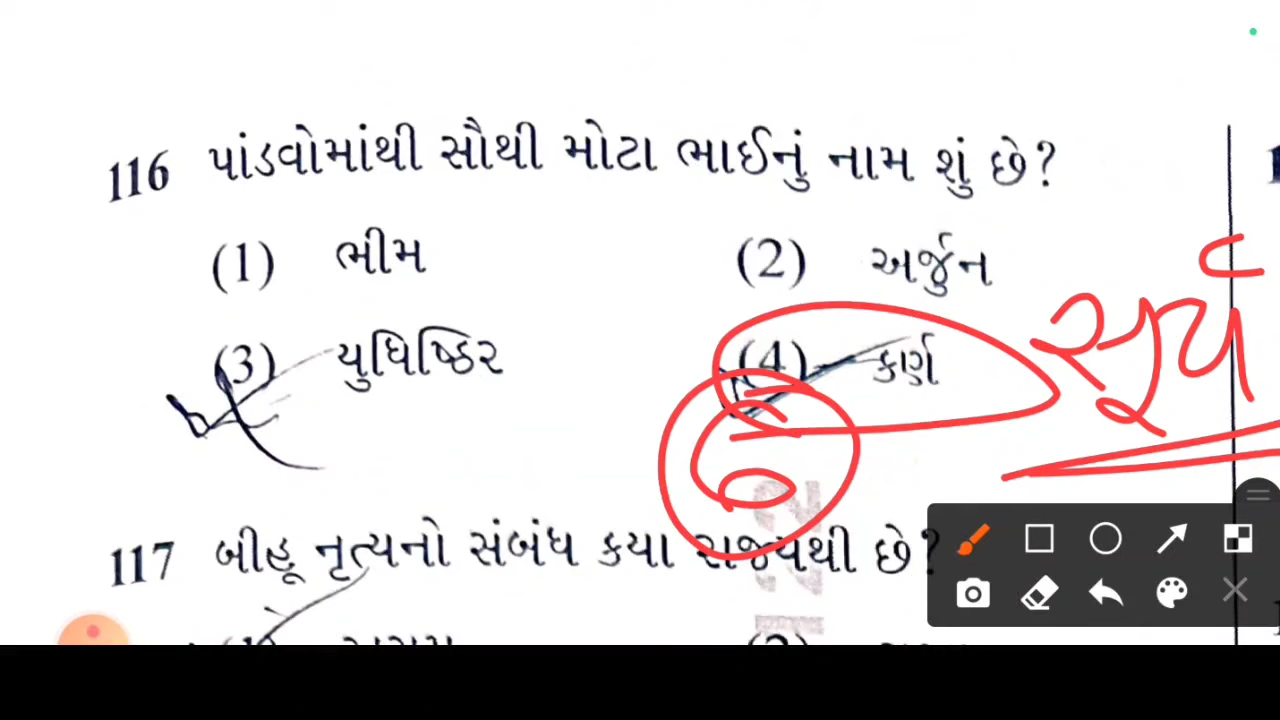 116 પાંડવોમાંથી સૌથી મોટા ભાઈનું નામ શું છે?
(1) ભીમ (2) અર્જુન
(3) યુધિષ્ઠિર (4) કર્ણ
સૂર્ય
117 બીહૂ નૃત્યનો સંબંધ કયા રાજ્યથી છે?